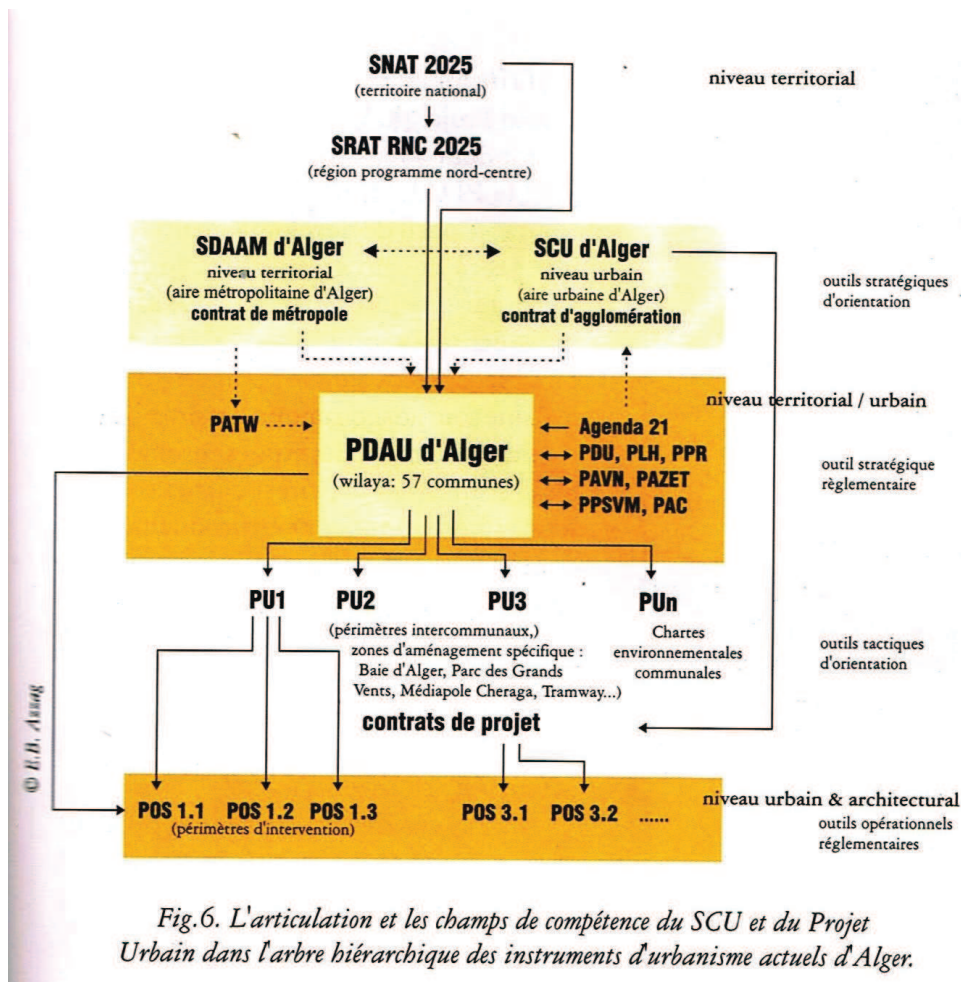 SNAT 2025
(territoire national)
niveau territorial
SRAT RNC 2025
(région programme nord-centre)
SDAAM d'Alger
niveau territorial
(aire métropolitaine d'Alger)
contrat de métropole
SCU d'Alger
niveau urbain
(aire urbaine d'Alger)
contrat d'agglomération
outils stratégiques
d'orientation
niveau territorial / urbain
PATW
PDAU d'Alger
(wilaya: 57 communes)
Agenda 21
PDU, PLH, PPR
PAVN, PAZET
PPSVM, PAC
outil stratégique
règlementaire
PU1
PU2
PU3
PUn
(périmètres intercommunaux,)
zones d'aménagement spécifique :
Baie d'Alger, Parc des Grands
Vents, Médiapole Cheraga, Tramway...)
Chartes
environnementales
communales
outils tactiques
d'orientation
contrats de projet
© E.B. Azzag
POS 1.1 POS 1.2 POS 1.3
(périmètres d'intervention)
POS 3.1 POS 3.2 ......
niveau urbain & architectural
outils opérationnels
réglementaires
Fig.6. L'articulation et les champs de compétence du SCU et du Projet
Urbain dans l'arbre hiérarchique des instruments d'urbanisme actuels d'Alger.